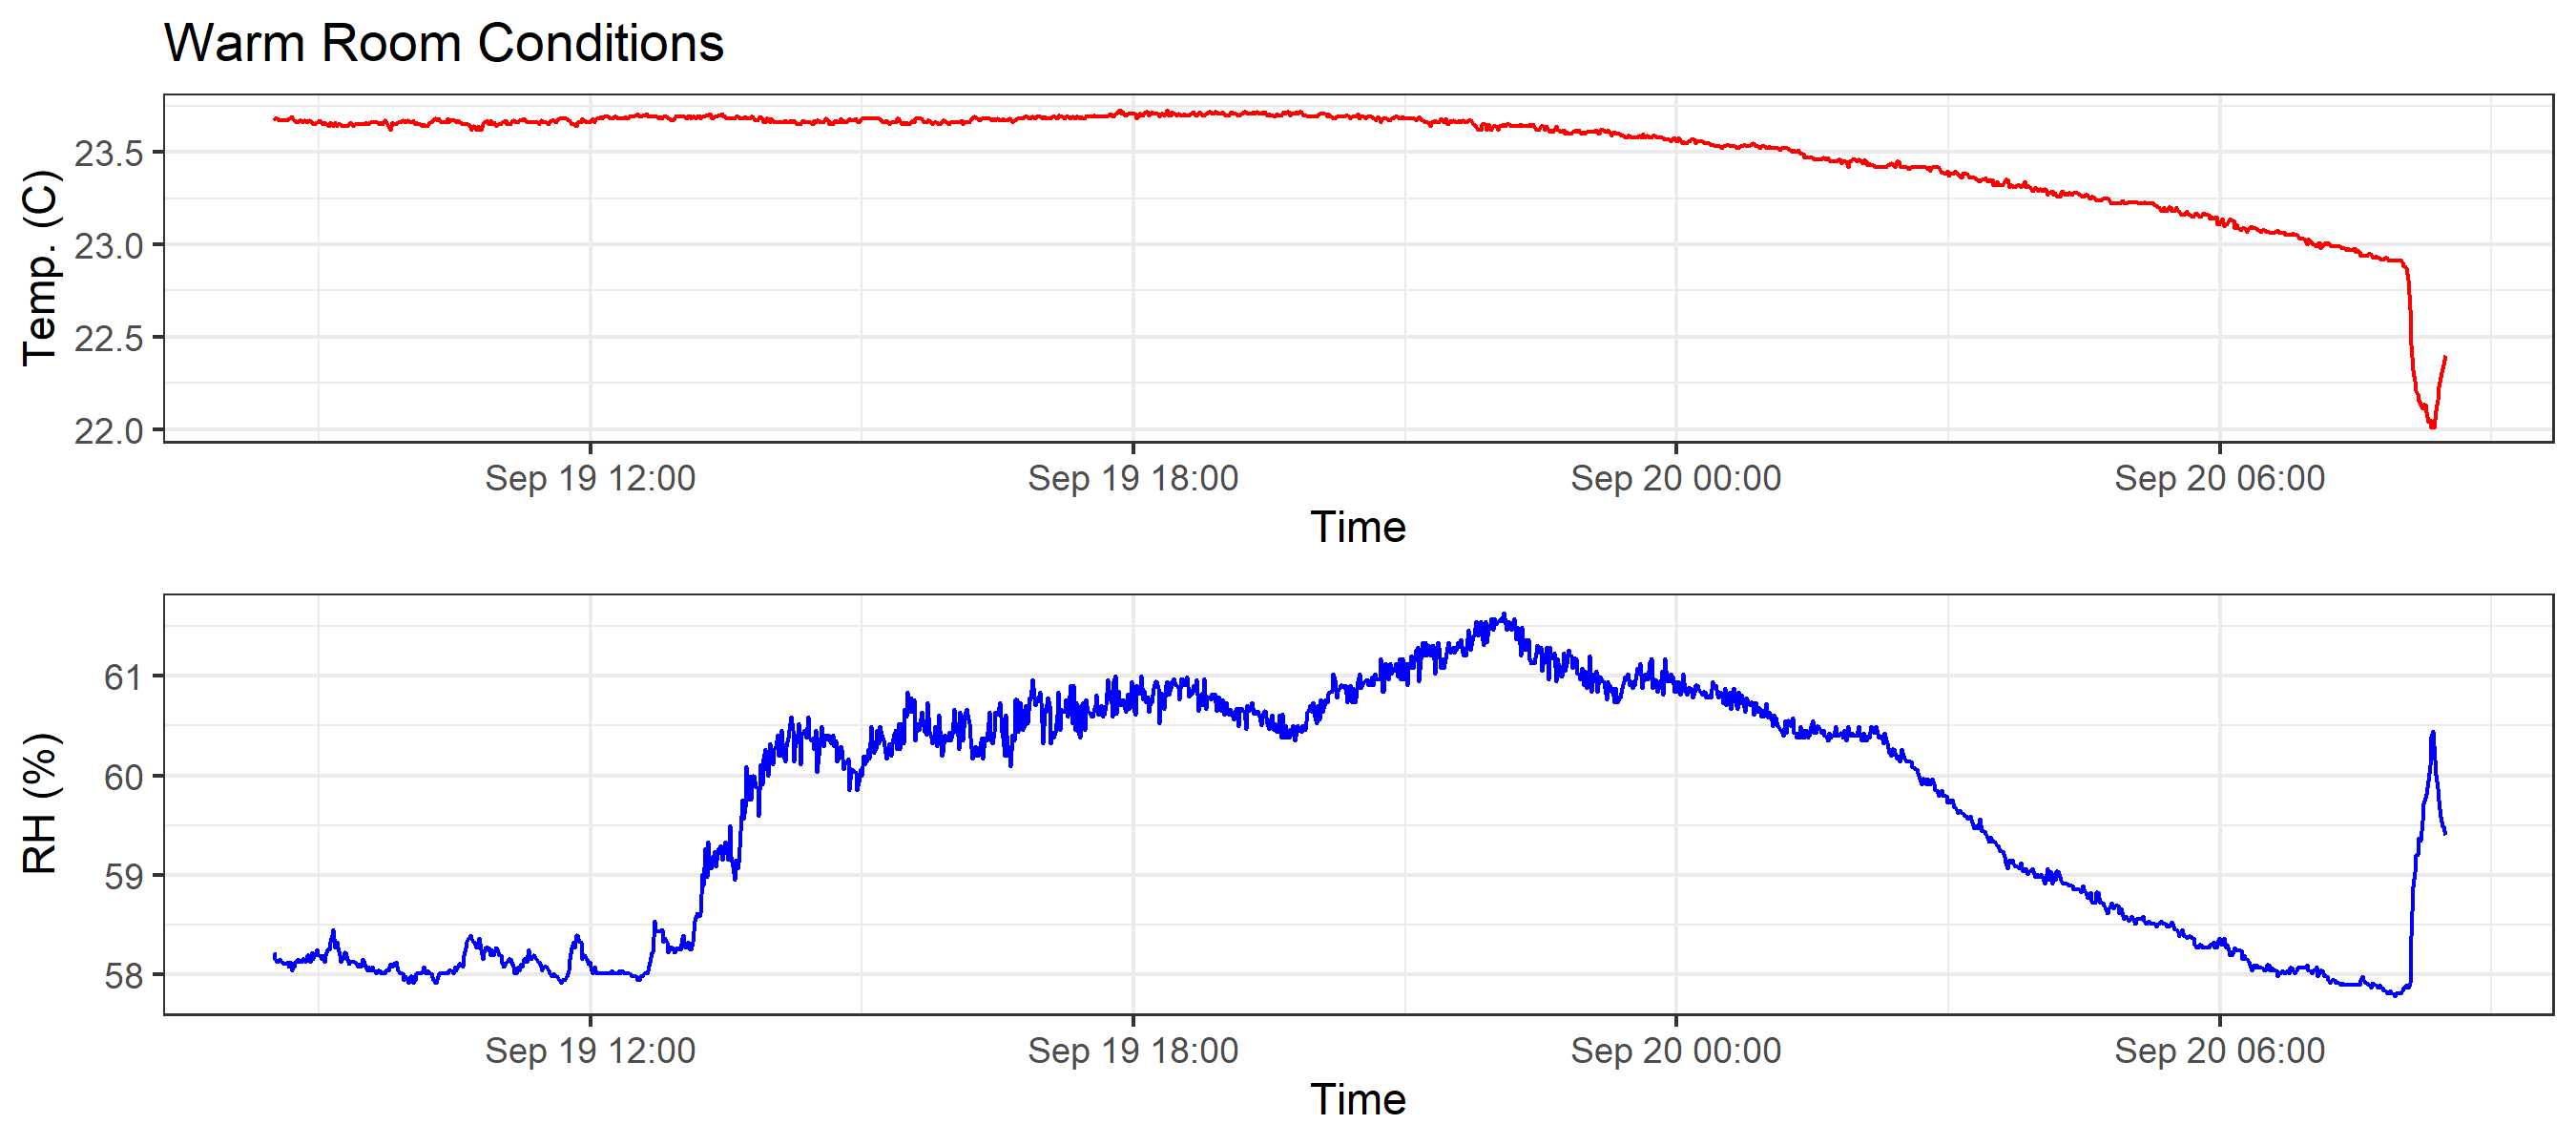 Warm Room Conditions
Temp. (C)
23.5
23.0
22.5
22.0
Sep 19 12:00 Sep 19 18:00 Sep 20 00:00 Sep 20 06:00
Time
RH (%)
61
60
59
58
Sep 19 12:00 Sep 19 18:00 Sep 20 00:00 Sep 20 06:00
Time